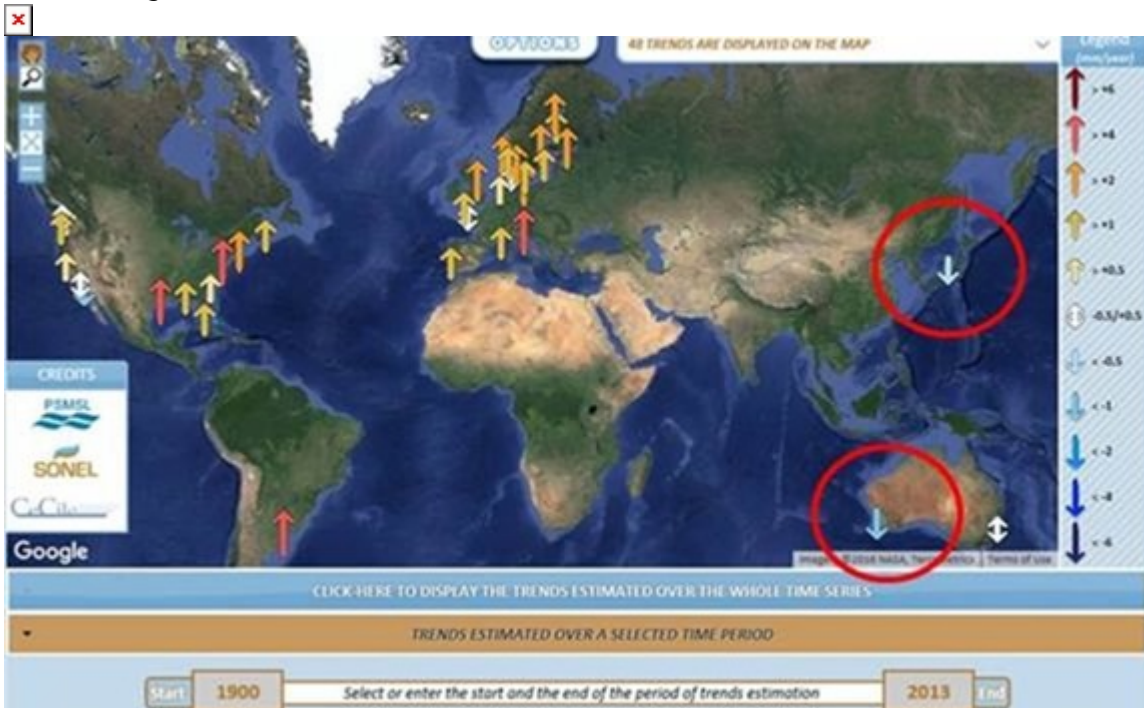 OPTIONS
48 TRENDS ARE DISPLAYED ON THE MAP
Legend
(mm/year)
> +6
> +4
> +2
> +1
> +0.5
-0.5/+0.5
< -0.5
< -1
< -2
< -4
< -6
CREDITS
PSMSL
SONEL
Google
Terms of Use
CLICK HERE TO DISPLAY THE TRENDS ESTIMATED OVER THE WHOLE TIME SERIES
TRENDS ESTIMATED OVER A SELECTED TIME PERIOD
Start 1900 Select or enter the start and the end of the period of trends estimation 2013 End